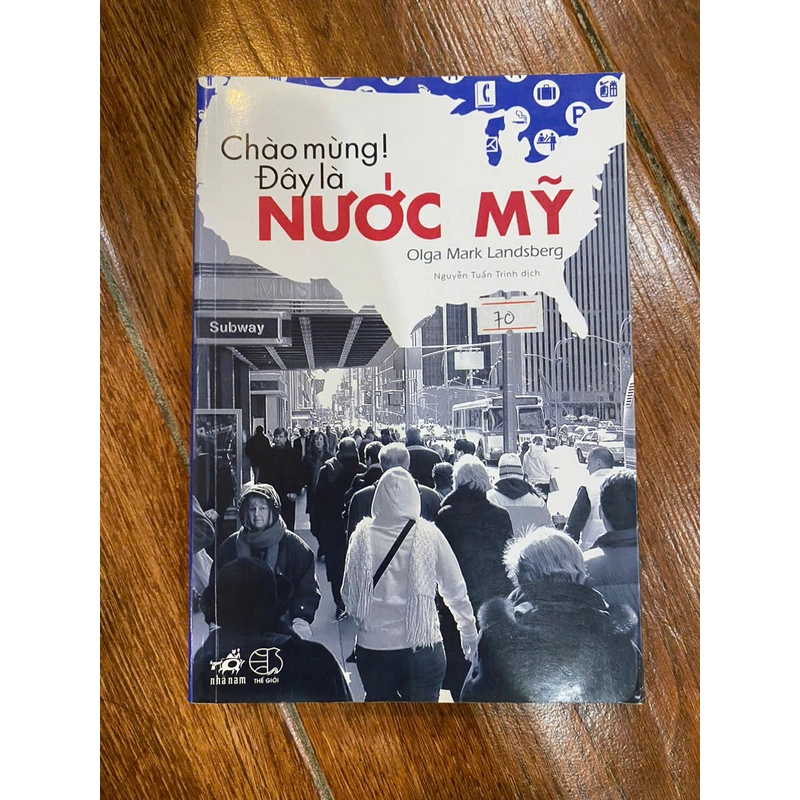 Chào mừng!
Đây là
NƯỚC MỸ
Olga Mark Landsberg
Nguyễn Tuấn Trình dịch
70
MUSIC
Subway
P
nhã nam
THẾ GIỚI